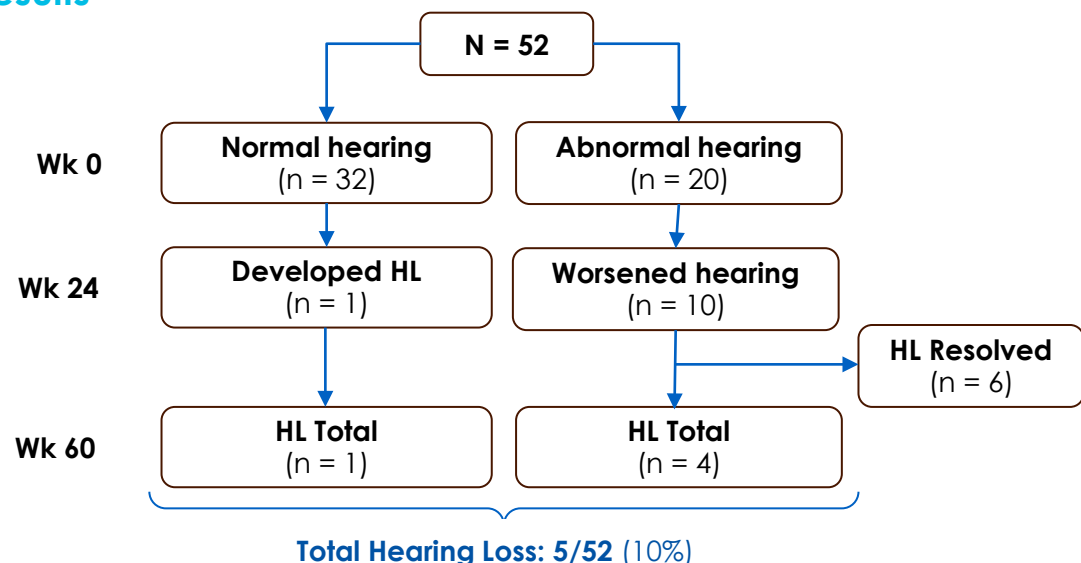 N = 52
Wk 0
Normal hearing
(n = 32)
Abnormal hearing
(n = 20)
Wk 24
Developed HL
(n = 1)
Worsened hearing
(n = 10)
HL Resolved
(n = 6)
Wk 60
HL Total
(n = 1)
HL Total
(n = 4)
Total Hearing Loss: 5/52 (10%)